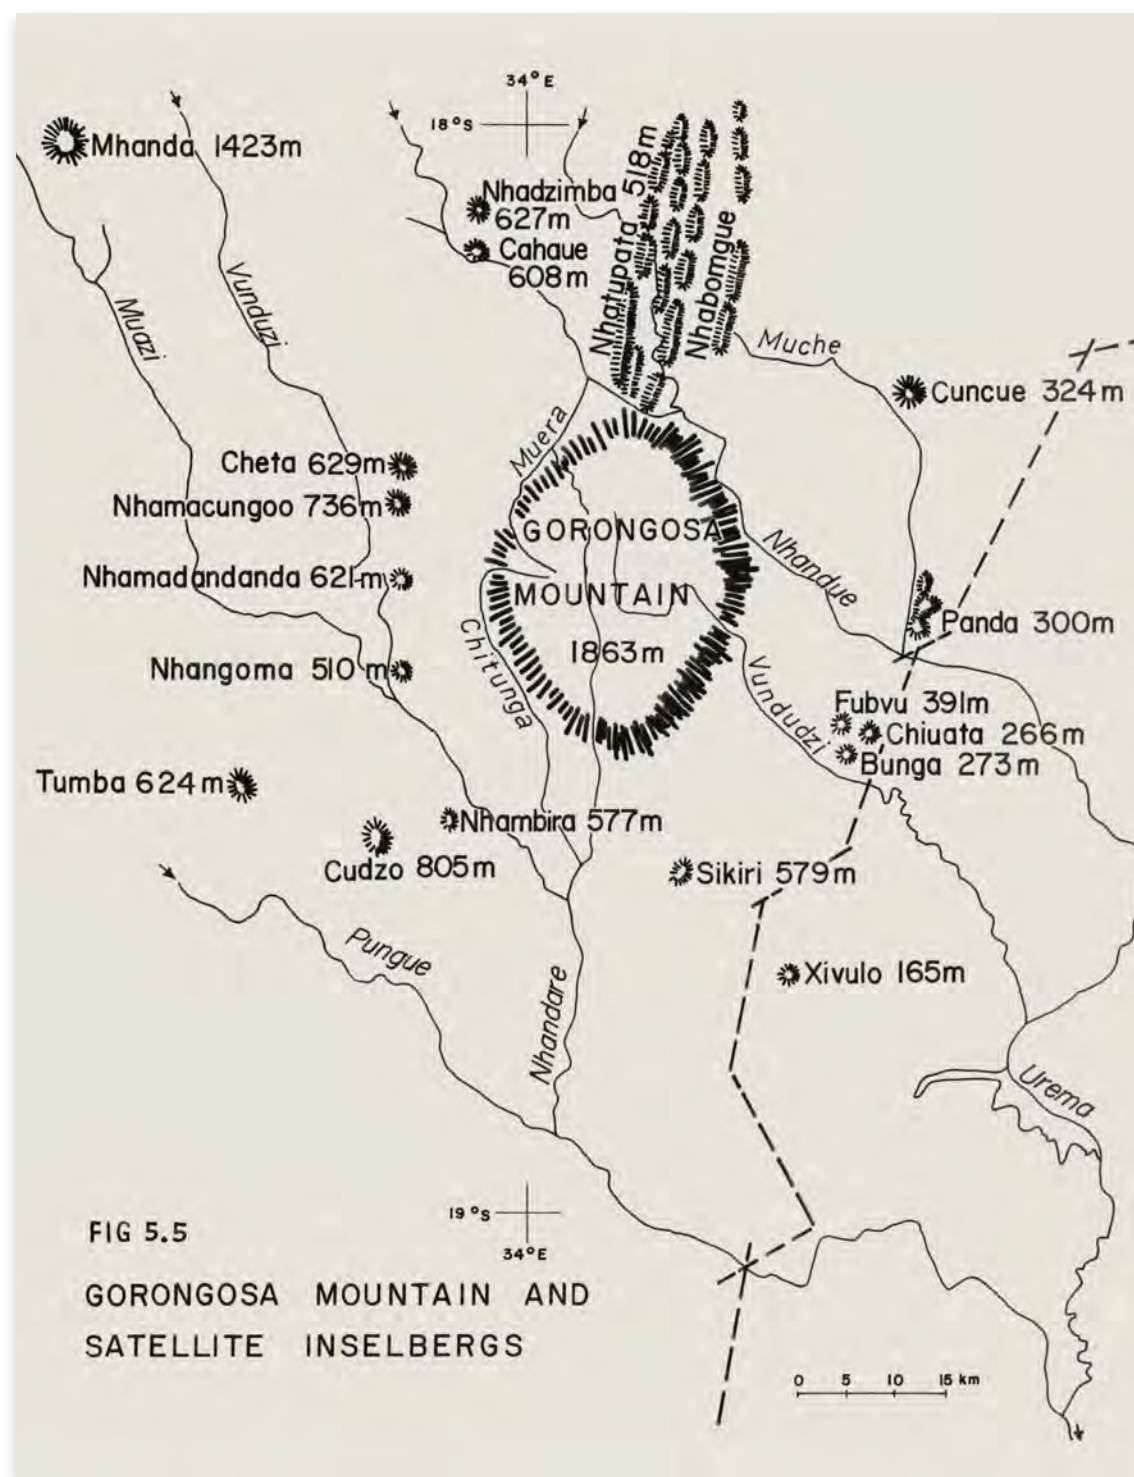 34°E
18°S
Mhanda 1423m
Nhadzimba
627m
Cahaue
608m
Nhatupata 518m
Nhabomgue
Vunduzi
Muazi
Muche
Cuncue 324m
Muera
Cheta 629m
Nhamacungoo 736m
GORONGOSA
MOUNTAIN
1863m
Nhandue
Nhamadandanda 621m
Panda 300m
Chitunga
Nhangoma 510m
Vundudzi
Fubvu 391m
Chiuata 266m
Bunga 273m
Tumba 624m
Nhambira 577m
Cudzo 805m
Sikiri 579m
Pungue
Xivulo 165m
Nhandare
Urema
19°S
34°E
FIG 5.5
GORONGOSA MOUNTAIN AND
SATELLITE INSELBERGS
0 5 10 15 km